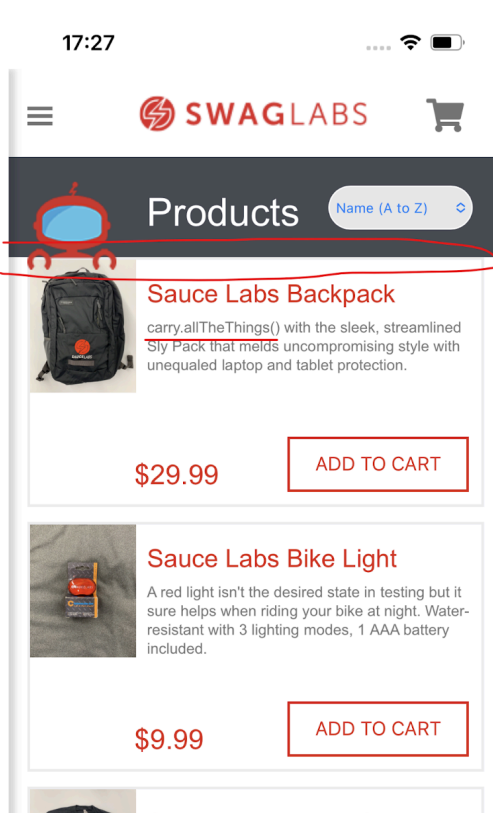 17:27
SWAGLABS
Products
Name (A to Z)
Sauce Labs Backpack
carry.allTheThings() with the sleek, streamlined
Sly Pack that melds uncompromising style with
unequaled laptop and tablet protection.
$29.99
ADD TO CART
Sauce Labs Bike Light
A red light isn't the desired state in testing but it
sure helps when riding your bike at night. Water-
resistant with 3 lighting modes, 1 AAA battery
included.
$9.99
ADD TO CART